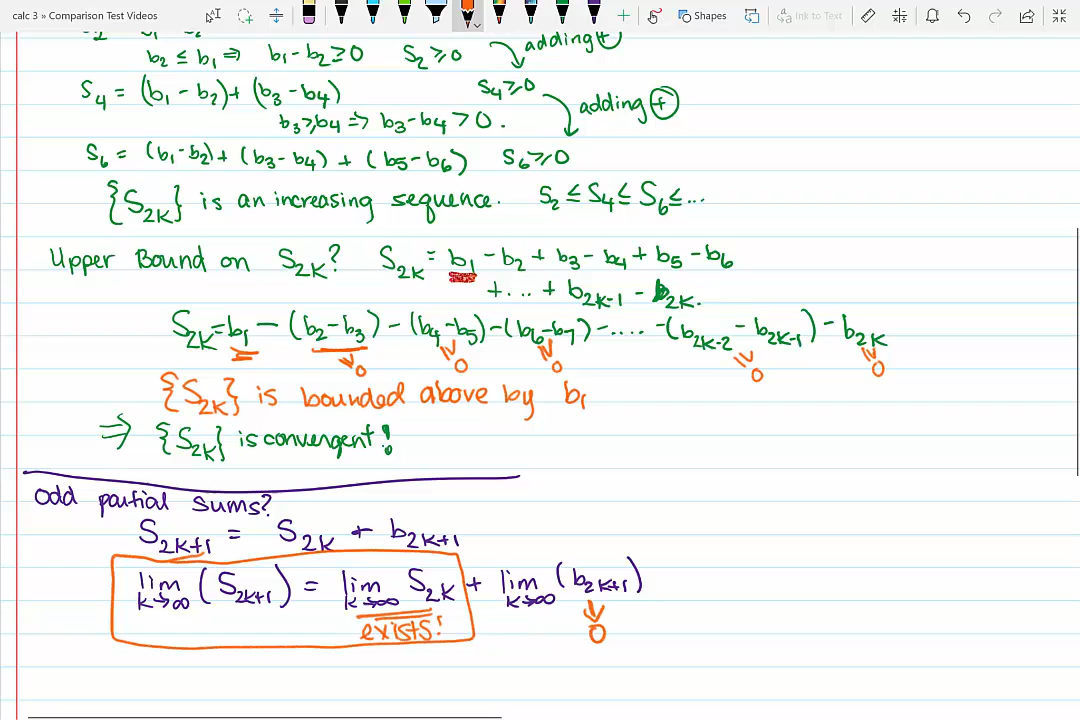 calc 3 » Comparison Test Videos
Shapes
Ink to Text
b₂ ≤ b₁ ⇒ b₁ - b₂ ≥ 0 S₂ ≥ 0 adding +
S₄ = (b₁ - b₂) + (b₃ - b₄) S₄ ≥ 0
b₃ ≥ b₄ ⇒ b₃ - b₄ > 0. adding +
S₆ = (b₁ - b₂) + (b₃ - b₄) + (b₅ - b₆) S₆ ≥ 0
{S₂ₖ} is an increasing sequence. S₂ ≤ S₄ ≤ S₆ ≤ ...
Upper Bound on S₂ₖ? S₂ₖ = b₁ - b₂ + b₃ - b₄ + b₅ - b₆
+ ... + b₂ₖ₋₁ - b₂ₖ.
S₂ₖ = b₁ - (b₂ - b₃) - (b₄ - b₅) - (b₆ - b₇) - .... - (b₂ₖ₋₂ - b₂ₖ₋₁) - b₂ₖ
≥0 ≥0 ≥0 ≥0 ≥0
{S₂ₖ} is bounded above by b₁
⇒ {S₂ₖ} is convergent!
odd partial sums?
S₂ₖ₊₁ = S₂ₖ + b₂ₖ₊₁
lim k→∞ (S₂ₖ₊₁) = lim k→∞ S₂ₖ + lim k→∞ (b₂ₖ₊₁)
exists! ↓ 0